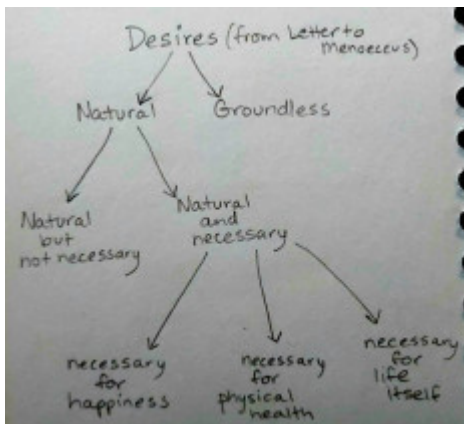 Desires (from Letter to
Menoeceus)
Natural
Groundless
Natural
but
not necessary
Natural
and
necessary
necessary
for
happiness
necessary
for
physical
health
necessary
for
life
itself